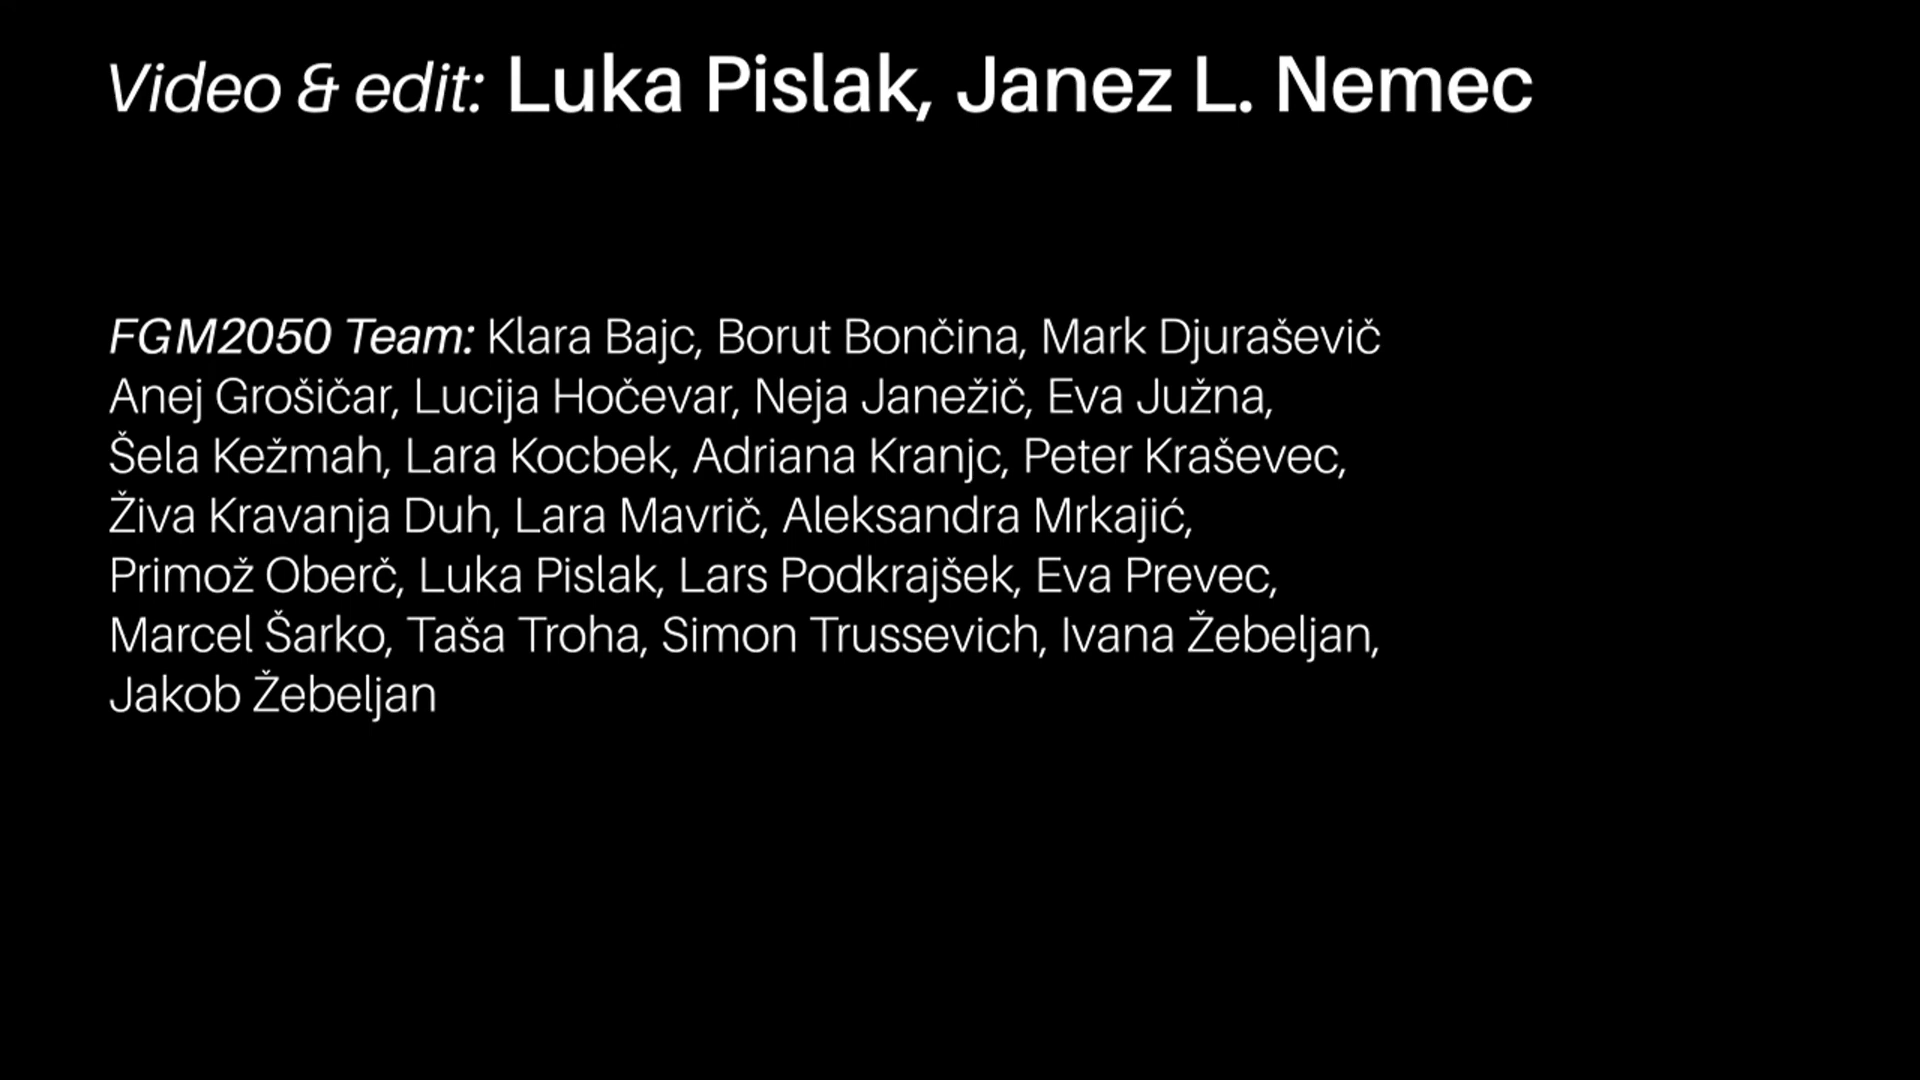 Video & edit: Luka Pislak, Janez L. Nemec
FGM2050 Team: Klara Bajc, Borut Bončina, Mark Djuraševič
Anej Grošičar, Lucija Hočevar, Neja Janežič, Eva Južna,
Šela Kežmah, Lara Kocbek, Adriana Kranjc, Peter Kraševec,
Živa Kravanja Duh, Lara Mavrič, Aleksandra Mrkajić,
Primož Oberč, Luka Pislak, Lars Podkrajšek, Eva Prevec,
Marcel Šarko, Taša Troha, Simon Trussevich, Ivana Žebeljan,
Jakob Žebeljan